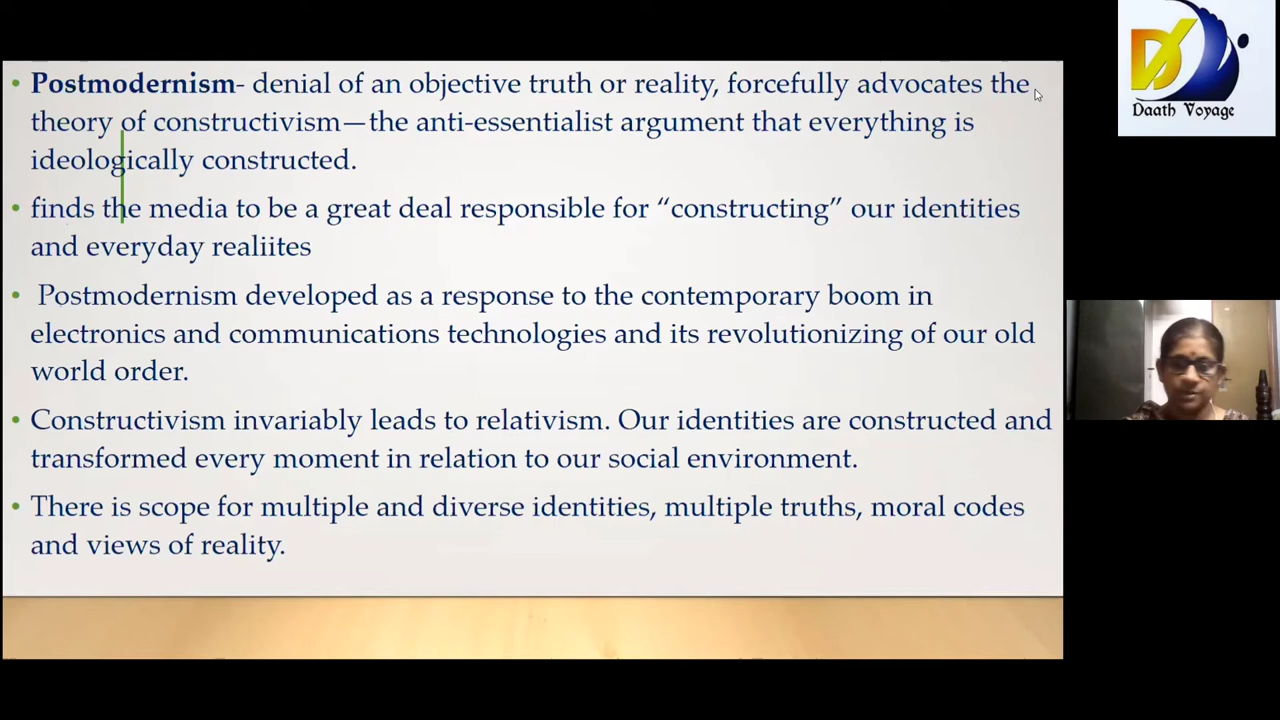 • Postmodernism- denial of an objective truth or reality, forcefully advocates the
theory of constructivism—the anti-essentialist argument that everything is
ideologically constructed.
• finds the media to be a great deal responsible for “constructing” our identities
and everyday realiites
• Postmodernism developed as a response to the contemporary boom in
electronics and communications technologies and its revolutionizing of our old
world order.
• Constructivism invariably leads to relativism. Our identities are constructed and
transformed every moment in relation to our social environment.
• There is scope for multiple and diverse identities, multiple truths, moral codes
and views of reality.
Daath Voyage